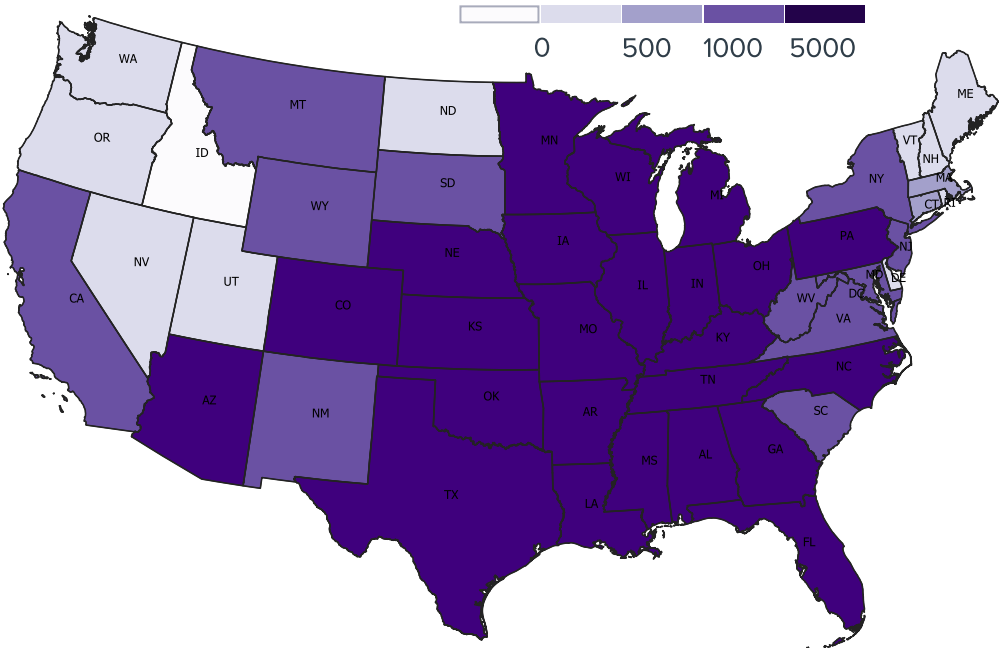 0 500 1000 5000
WA
MT
ND
MN
ME
OR
ID
VT
NH
SD
WI
NY
MA
WY
MI
CT
RI
NE
IA
PA
NJ
NV
UT
CO
IL
IN
OH
MD
DE
CA
KS
MO
WV
DC
VA
KY
AZ
NM
OK
AR
TN
NC
SC
TX
MS
AL
GA
LA
FL